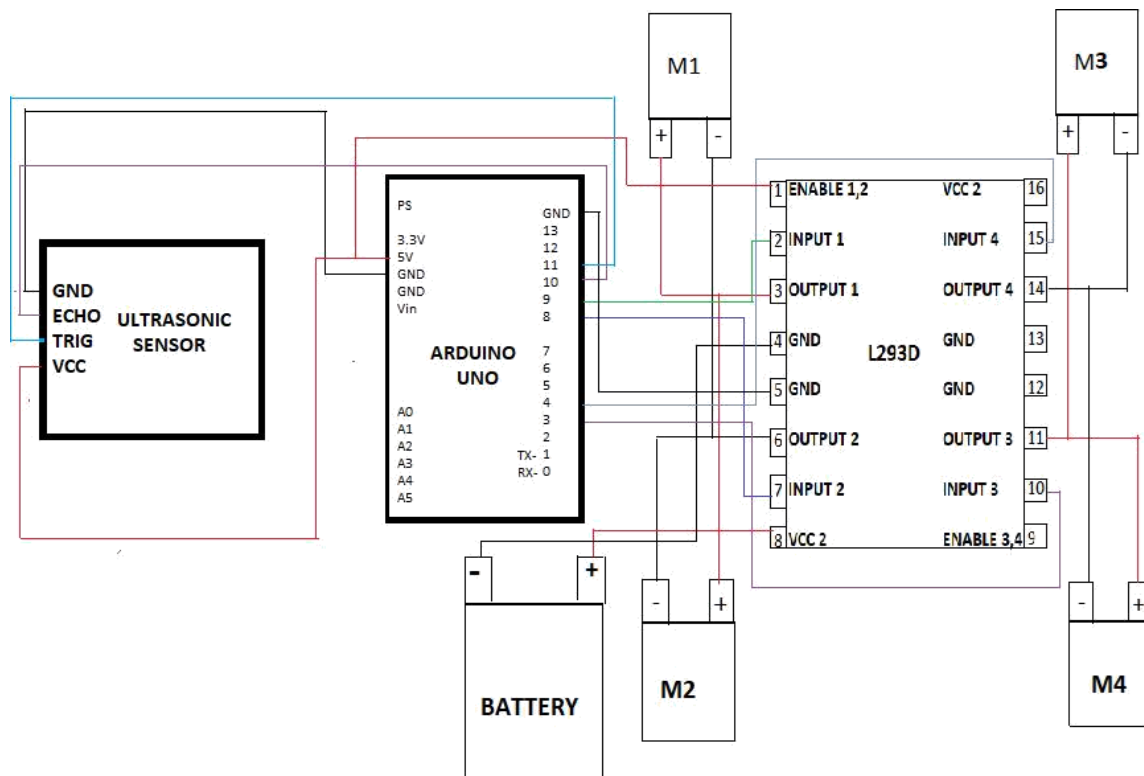 M1
+
-
M3
+
-
GND
ECHO
TRIG
VCC
ULTRASONIC
SENSOR
PS
3.3V
5V
GND
GND
Vin
A0
A1
A2
A3
A4
A5
ARDUINO
UNO
GND
13
12
11
10
9
8
7
6
5
4
3
2
TX- 1
RX- 0
1 ENABLE 1,2
2 INPUT 1
3 OUTPUT 1
4 GND
5 GND
6 OUTPUT 2
7 INPUT 2
8 VCC 2
L293D
VCC 2 16
INPUT 4 15
OUTPUT 4 14
GND 13
GND 12
OUTPUT 3 11
INPUT 3 10
ENABLE 3,4 9
-
+
BATTERY
-
+
M2
-
+
M4